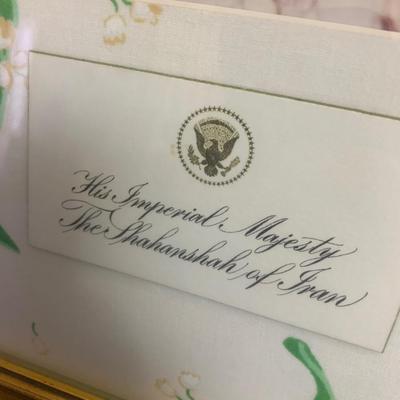 His Imperial Majesty
The Shahanshah of Iran